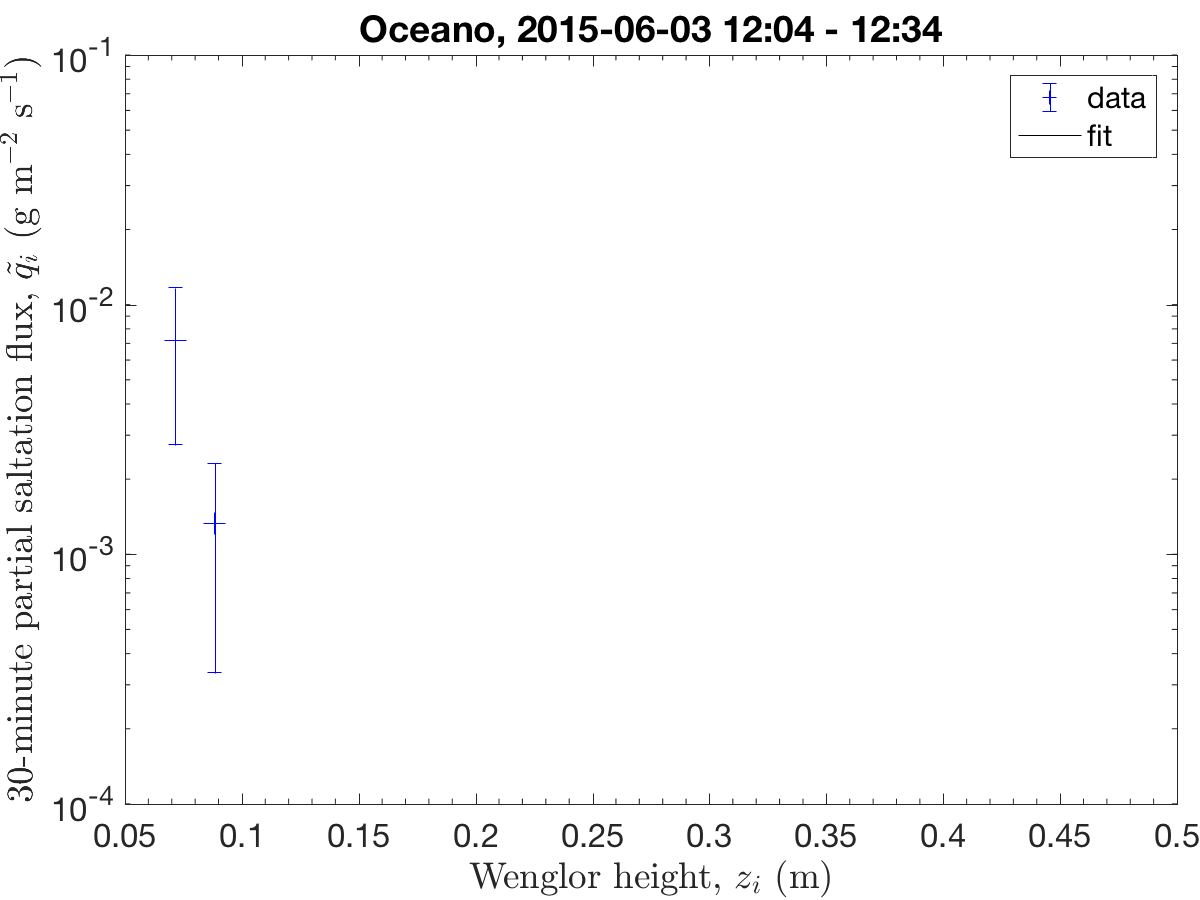 Oceano, 2015-06-03 12:04 - 12:34
30-minute partial saltation flux, q̃ᵢ (g m⁻² s⁻¹)
10⁻¹
10⁻²
10⁻³
10⁻⁴
data
fit
0.05 0.1 0.15 0.2 0.25 0.3 0.35 0.4 0.45 0.5
Wenglor height, zᵢ (m)